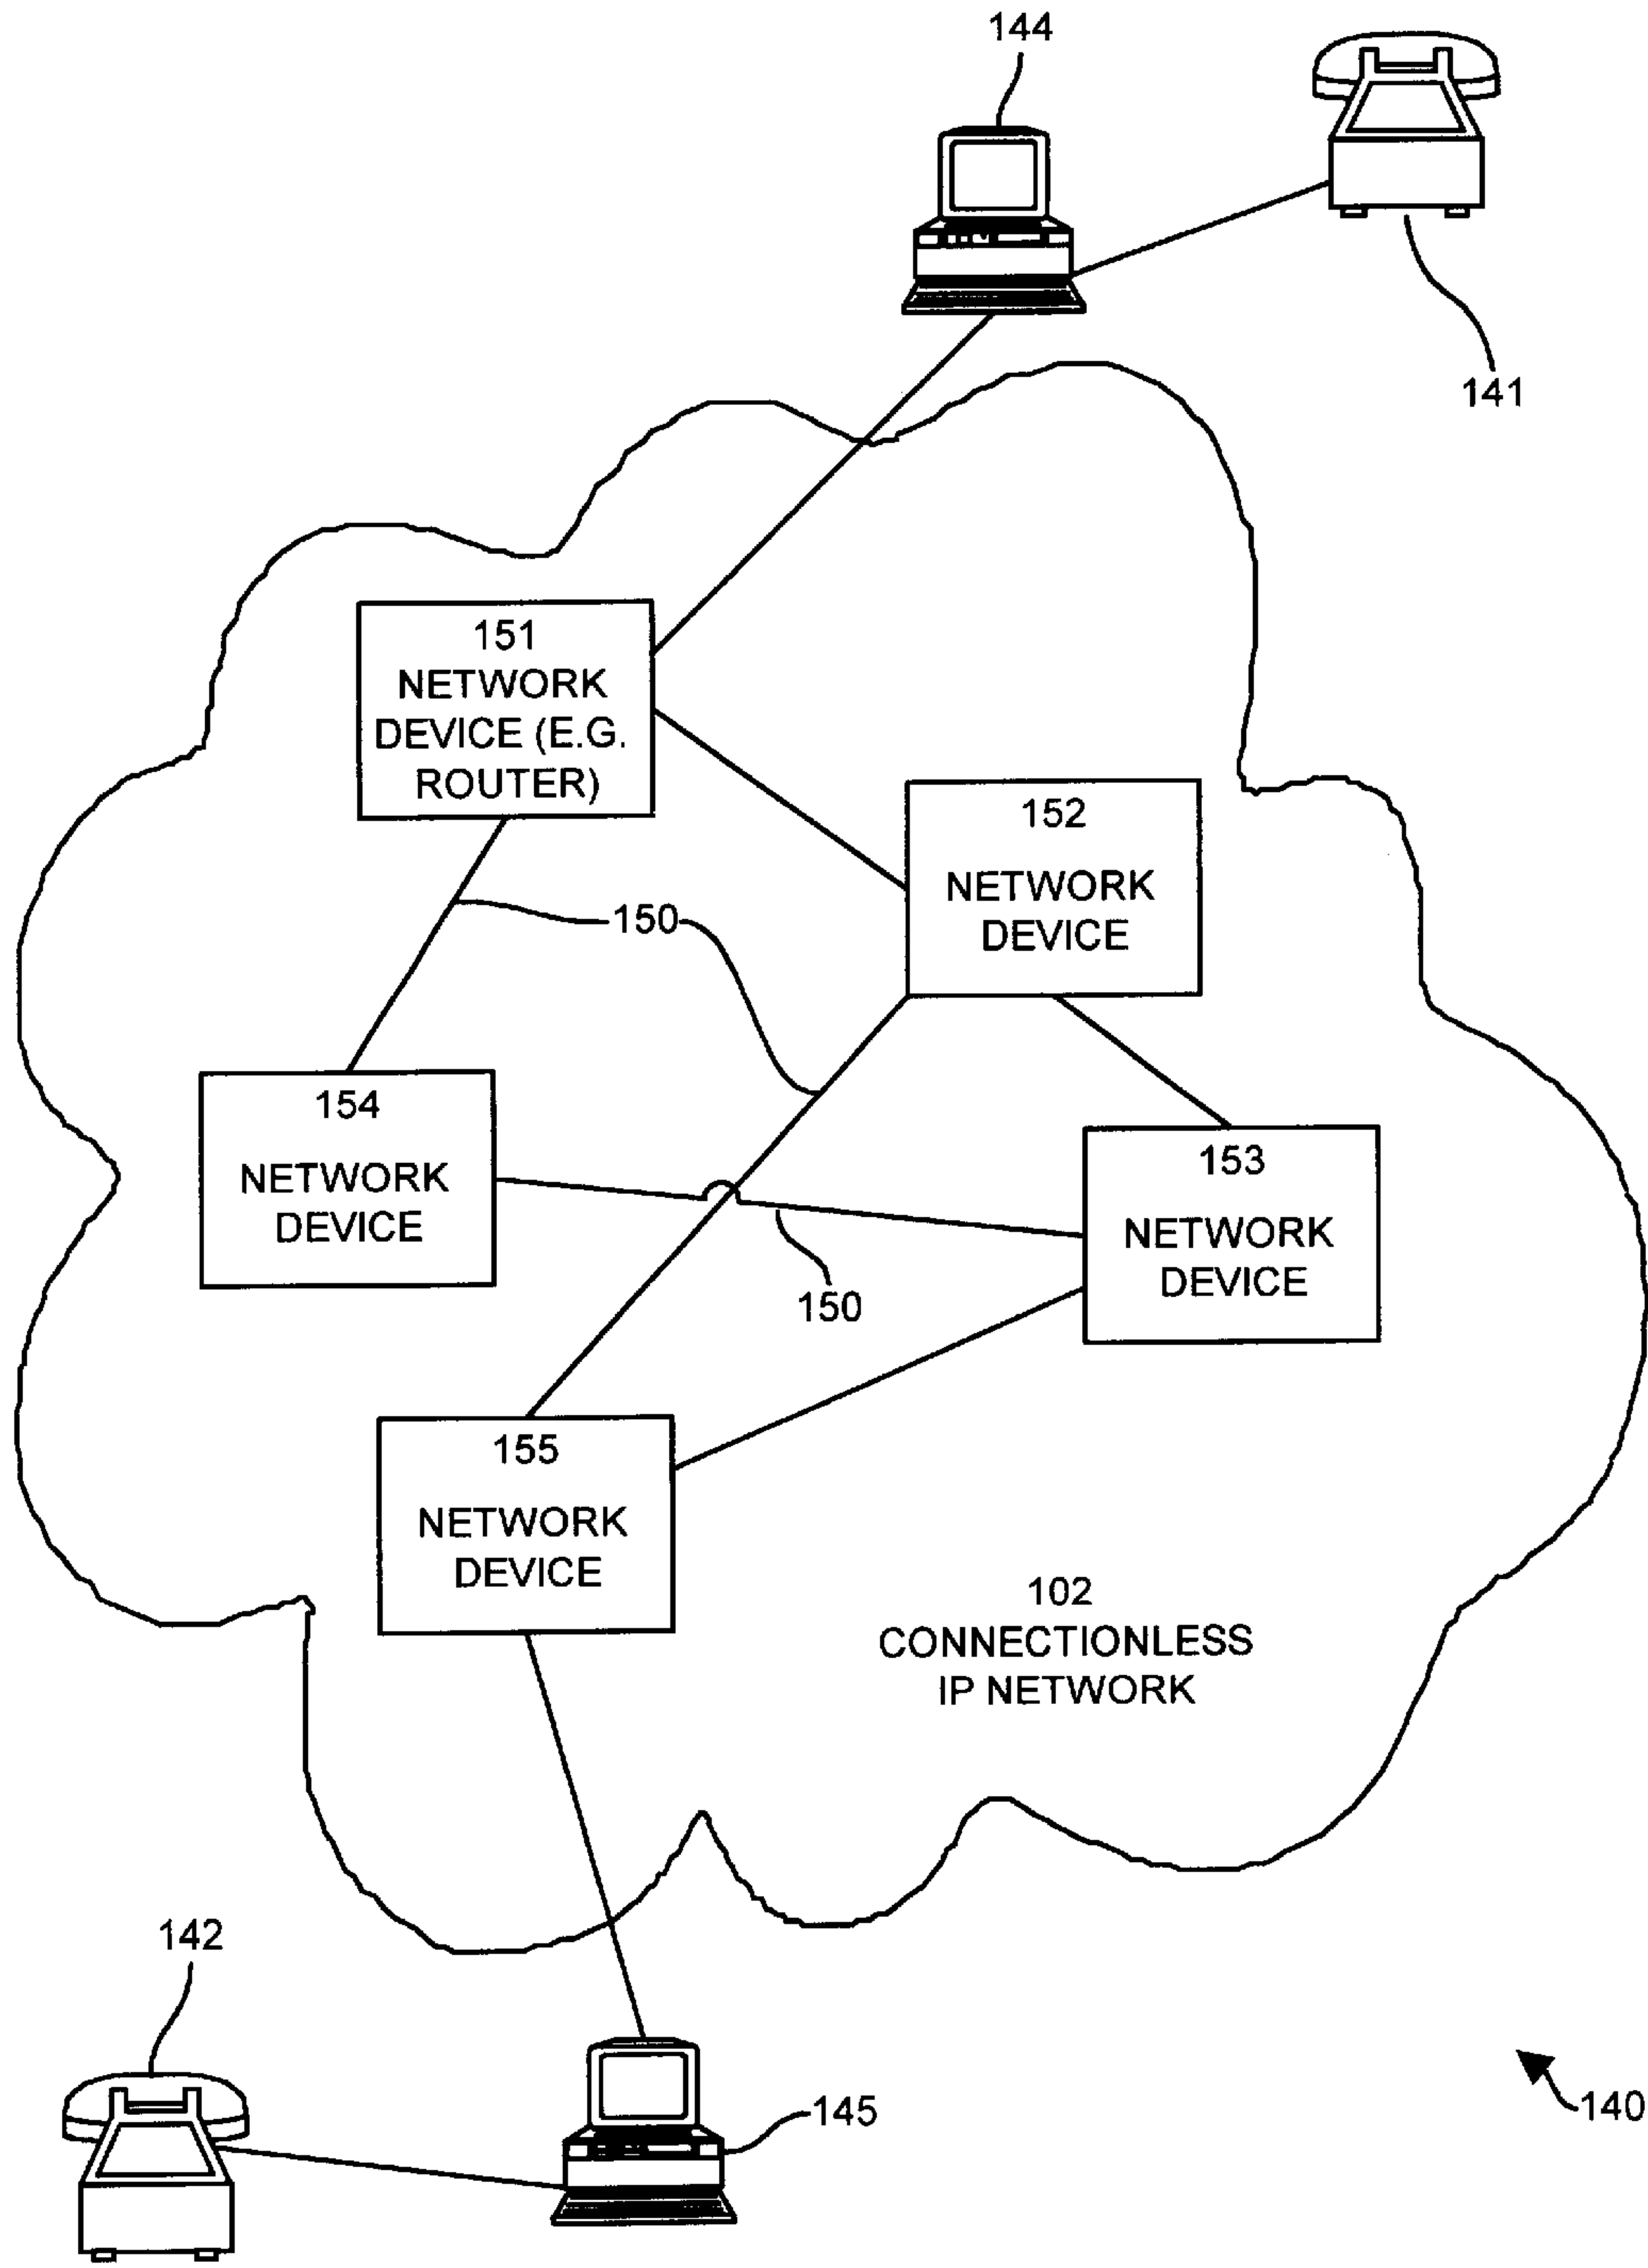 144
141
151
NETWORK
DEVICE (E.G.
ROUTER)
152
NETWORK
DEVICE
150
154
NETWORK
DEVICE
153
NETWORK
DEVICE
150
155
NETWORK
DEVICE
102
CONNECTIONLESS
IP NETWORK
142
145
140